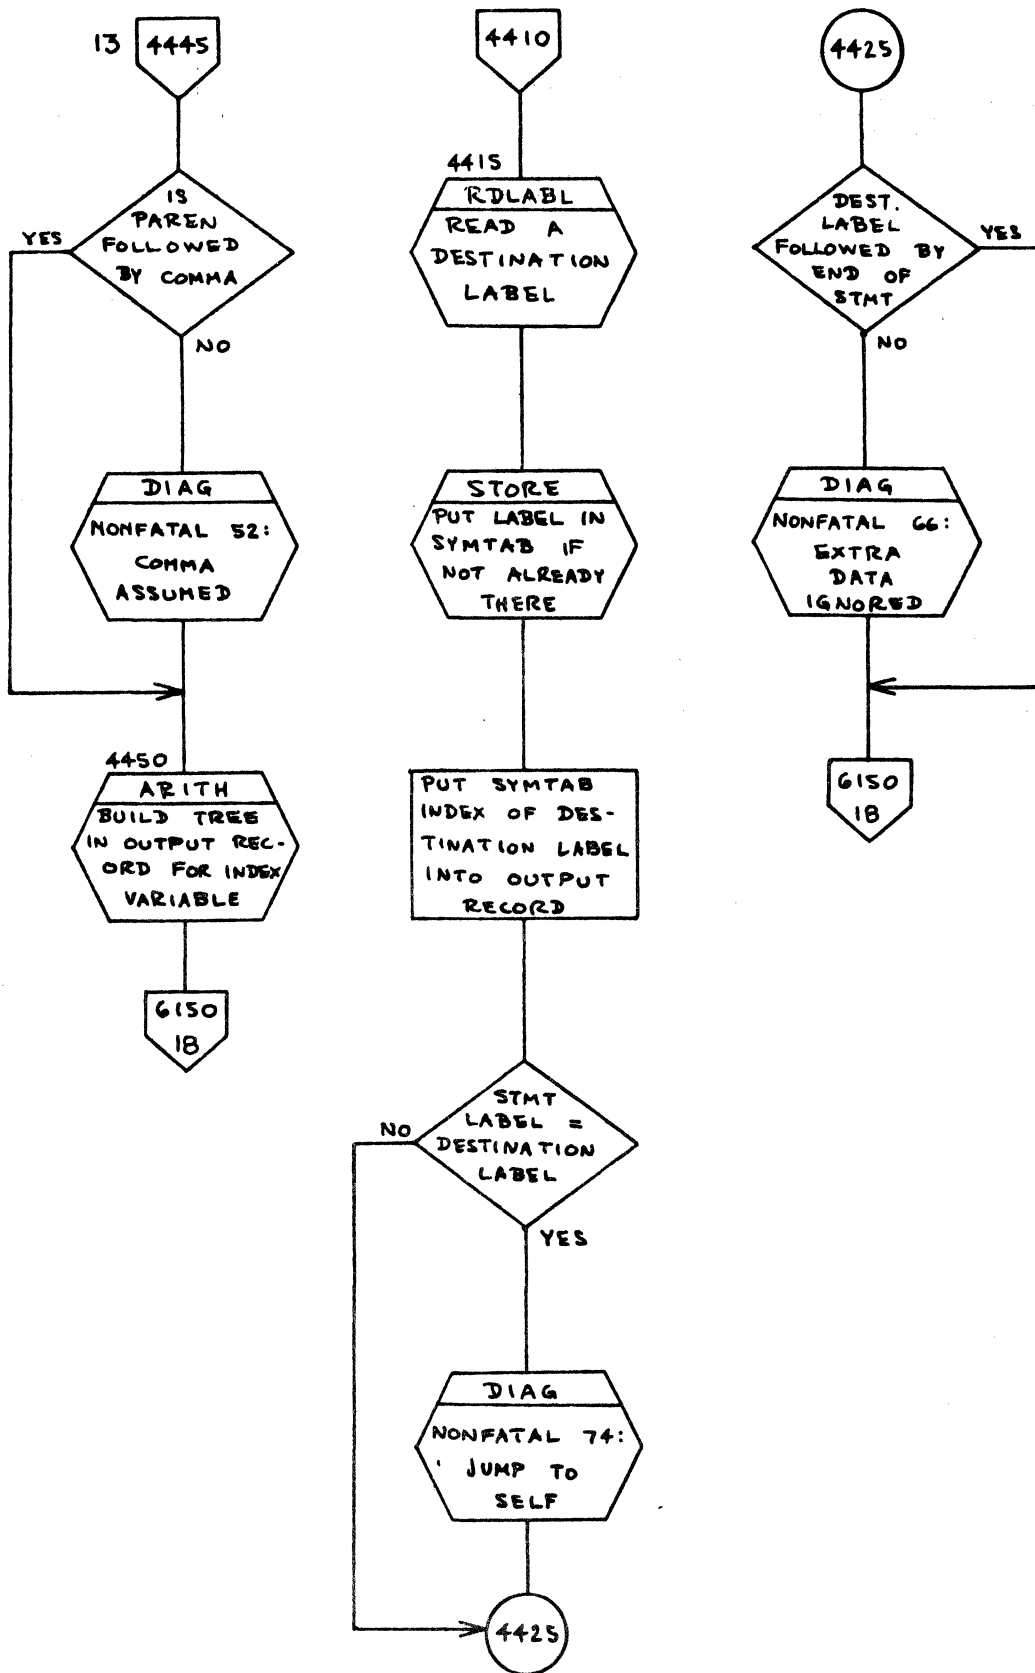 13 4445
IS
PAREN
FOLLOWED
BY COMMA
YES
NO
DIAG
NONFATAL 52:
COMMA
ASSUMED
4450
ARITH
BUILD TREE
IN OUTPUT REC-
ORD FOR INDEX
VARIABLE
6150
18
4410
4415
RDLABL
READ A
DESTINATION
LABEL
STORE
PUT LABEL IN
SYMTAB IF
NOT ALREADY
THERE
PUT SYMTAB
INDEX OF DES-
TINATION LABEL
INTO OUTPUT
RECORD
STMT
LABEL =
DESTINATION
LABEL
NO
YES
DIAG
NONFATAL 74:
JUMP TO
SELF
4425
4425
DEST.
LABEL
FOLLOWED BY
END OF
STMT
YES
NO
DIAG
NONFATAL 66:
EXTRA
DATA
IGNORED
6150
18